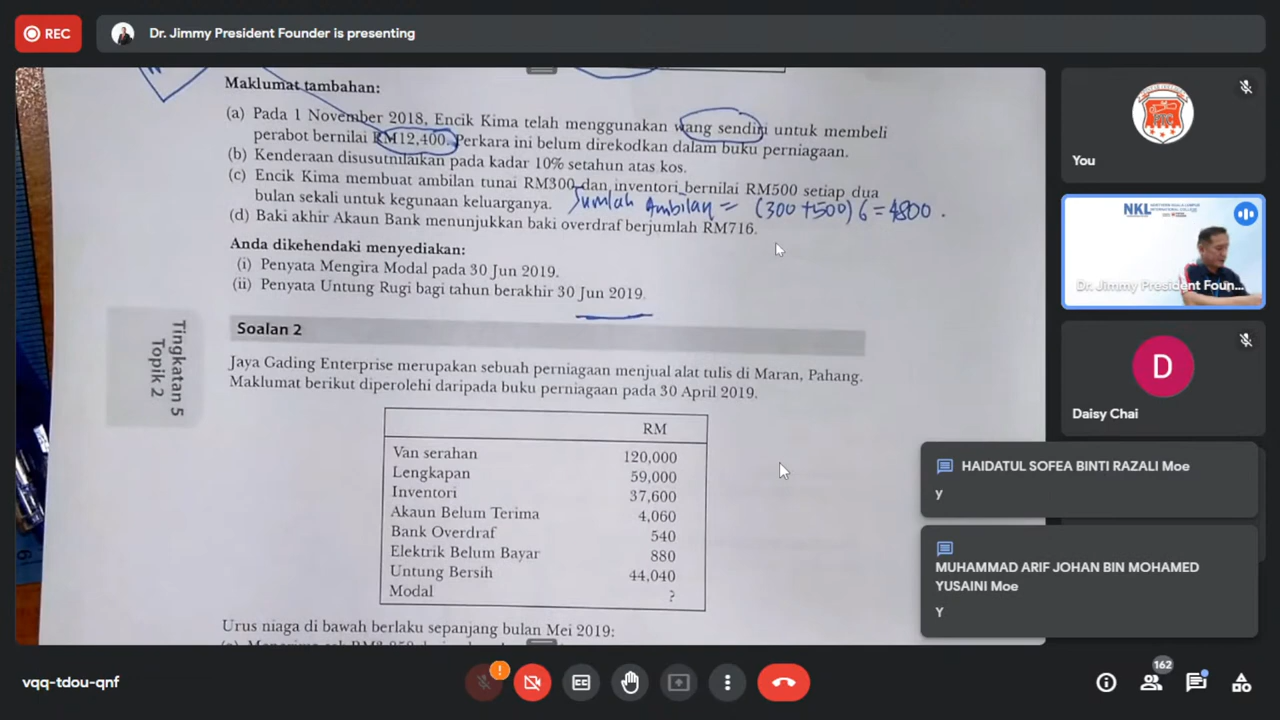 REC
Dr. Jimmy President Founder is presenting
Maklumat tambahan:
(a) Pada 1 November 2018, Encik Kima telah menggunakan wang sendiri untuk membeli
perabot bernilai RM12,400. Perkara ini belum direkodkan dalam buku perniagaan.
(b) Kenderaan disusutnilaikan pada kadar 10% setahun atas kos.
(c) Encik Kima membuat ambilan tunai RM300 dan inventori bernilai RM500 setiap dua
bulan sekali untuk kegunaan keluarganya. Jumlah Ambilan = (300 + 500) 6 = 4800.
(d) Baki akhir Akaun Bank menunjukkan baki overdraf berjumlah RM716.
Anda dikehendaki menyediakan:
(i) Penyata Mengira Modal pada 30 Jun 2019.
(ii) Penyata Untung Rugi bagi tahun berakhir 30 Jun 2019.
Tingkatan 5
Topik 2
Soalan 2
Jaya Gading Enterprise merupakan sebuah perniagaan menjual alat tulis di Maran, Pahang.
Maklumat berikut diperolehi daripada buku perniagaan pada 30 April 2019.
RM
Van serahan 120,000
Lengkapan 59,000
Inventori 37,600
Akaun Belum Terima 4,060
Bank Overdraf 540
Elektrik Belum Bayar 880
Untung Bersih 44,040
Modal ?
Urus niaga di bawah berlaku sepanjang bulan Mei 2019:
You
NKL
Dr. Jimmy President Foun...
D
Daisy Chai
HAIDATUL SOFEA BINTI RAZALI Moe
y
MUHAMMAD ARIF JOHAN BIN MOHAMED
YUSAINI Moe
Y
vqq-tdou-qnf
!
CC
162